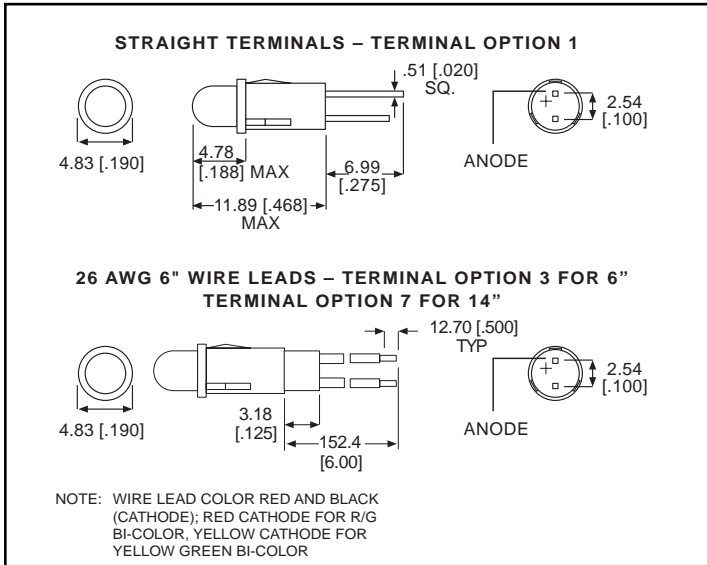 STRAIGHT TERMINALS – TERMINAL OPTION 1
.51 [.020]
SQ.
4.83 [.190]
4.78
[.188] MAX
11.89 [.468]
MAX
6.99
[.275]
ANODE
+
2.54
[.100]
26 AWG 6" WIRE LEADS – TERMINAL OPTION 3 FOR 6”
TERMINAL OPTION 7 FOR 14”
12.70 [.500]
TYP
4.83 [.190]
3.18
[.125]
152.4
[6.00]
ANODE
+
2.54
[.100]
NOTE: WIRE LEAD COLOR RED AND BLACK
(CATHODE); RED CATHODE FOR R/G
BI-COLOR, YELLOW CATHODE FOR
YELLOW GREEN BI-COLOR